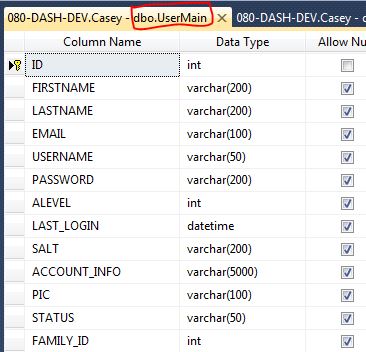 080-DASH-DEV.Casey - dbo.UserMain × 080-DASH-DEV.Casey - d
Column Name Data Type Allow Nu
ID int
FIRSTNAME varchar(200)
LASTNAME varchar(200)
EMAIL varchar(100)
USERNAME varchar(50)
PASSWORD varchar(200)
ALEVEL int
LAST_LOGIN datetime
SALT varchar(200)
ACCOUNT_INFO varchar(5000)
PIC varchar(100)
STATUS varchar(50)
FAMILY_ID int